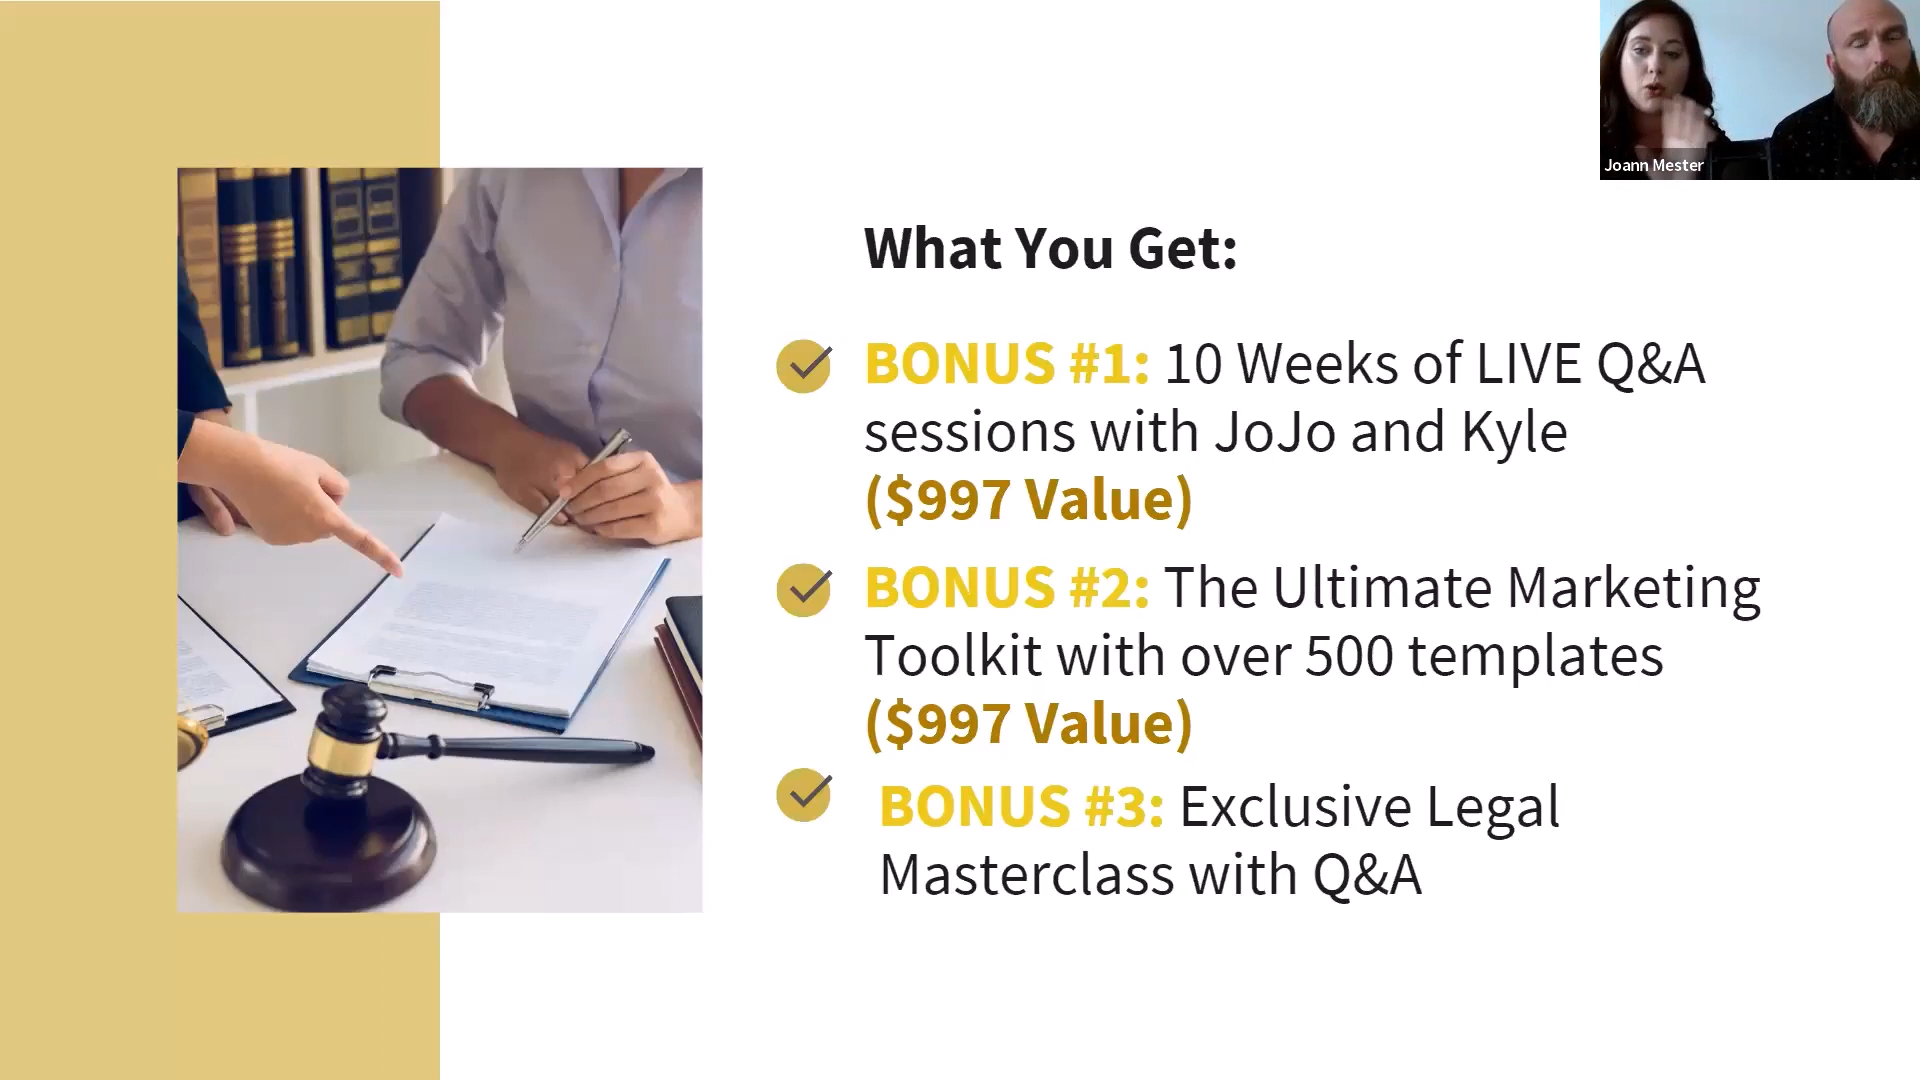 Joann Mester
What You Get:
BONUS #1: 10 Weeks of LIVE Q&A
sessions with JoJo and Kyle
($997 Value)
BONUS #2: The Ultimate Marketing
Toolkit with over 500 templates
($997 Value)
BONUS #3: Exclusive Legal
Masterclass with Q&A